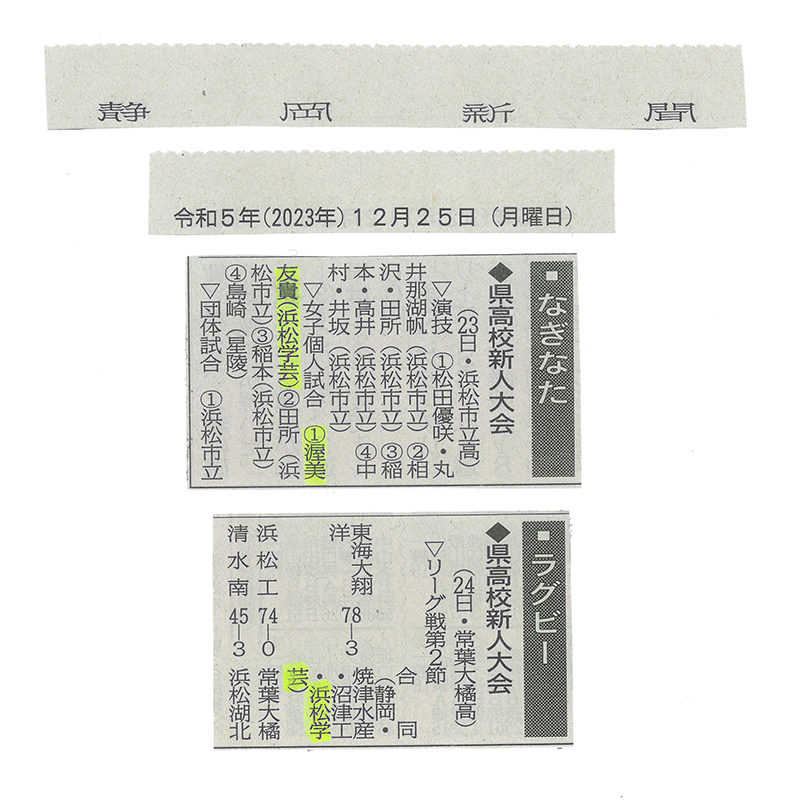 静岡新聞
令和5年(2023年)12月25日(月曜日)
■なぎなた
◆県高校新人大会
(23日・浜松市立高)
▽演技 ①松田優咲・丸
井那湖帆(浜松市立)②相
沢・田所(浜松市立)③稲
本・高井(浜松市立)④中
村・井坂(浜松市立)
▽女子個人試合 ①渥美
友貴(浜松学芸)②田所(浜
松市立)③稲本(浜松市立)
④島崎(星陵)
▽団体試合 ①浜松市立
■ラグビー
◆県高校新人大会
(24日・常葉大橘高)
▽リーグ戦第2節
東海大翔洋 78―3 合同(静岡・焼津水産・沼津工・浜松学芸)
浜松工 74―0 常葉大橘
清水南 45―3 浜松湖北